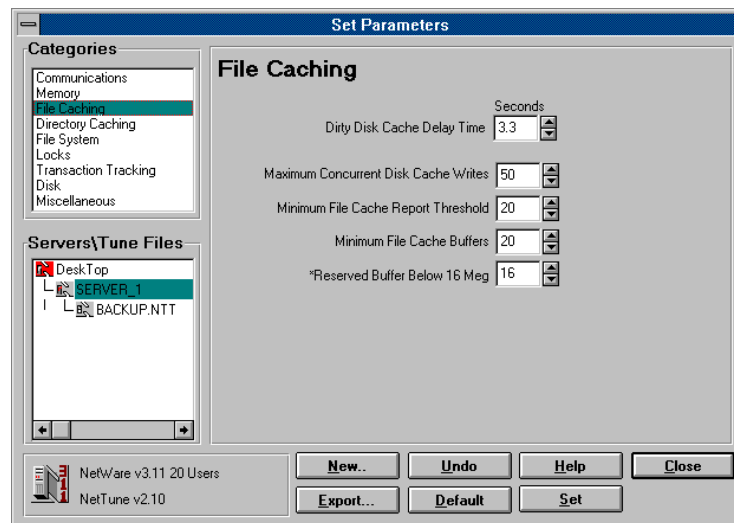 Set Parameters
Categories
Communications
Memory
File Caching
Directory Caching
File System
Locks
Transaction Tracking
Disk
Miscellaneous
Servers\Tune Files
DeskTop
SERVER_1
BACKUP.NTT
File Caching
Seconds
Dirty Disk Cache Delay Time 3.3
Maximum Concurrent Disk Cache Writes 50
Minimum File Cache Report Threshold 20
Minimum File Cache Buffers 20
*Reserved Buffer Below 16 Meg 16
NetWare v3.11 20 Users
NetTune v2.10
New.. Undo Help Close
Export... Default Set